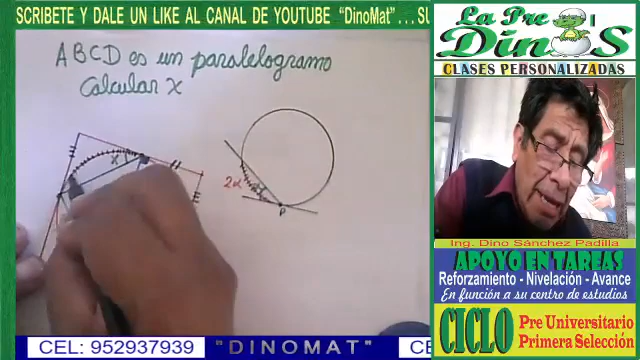 SCRIBETE Y DALE UN LIKE AL CANAL DE YOUTUBE "DinoMat" . . . SU
La Pre
DinoS
CLASES PERSONALIZADAS
ABCD es un paralelogramo
Calcular X
X
2α
P
Ing. Dino Sánchez Padilla
APOYO EN TAREAS
Reforzamiento - Nivelación - Avance
En función a su centro de estudios
CICLO Pre Universitario
Primera Selección
CEL: 952937939 "DINOMAT" CE